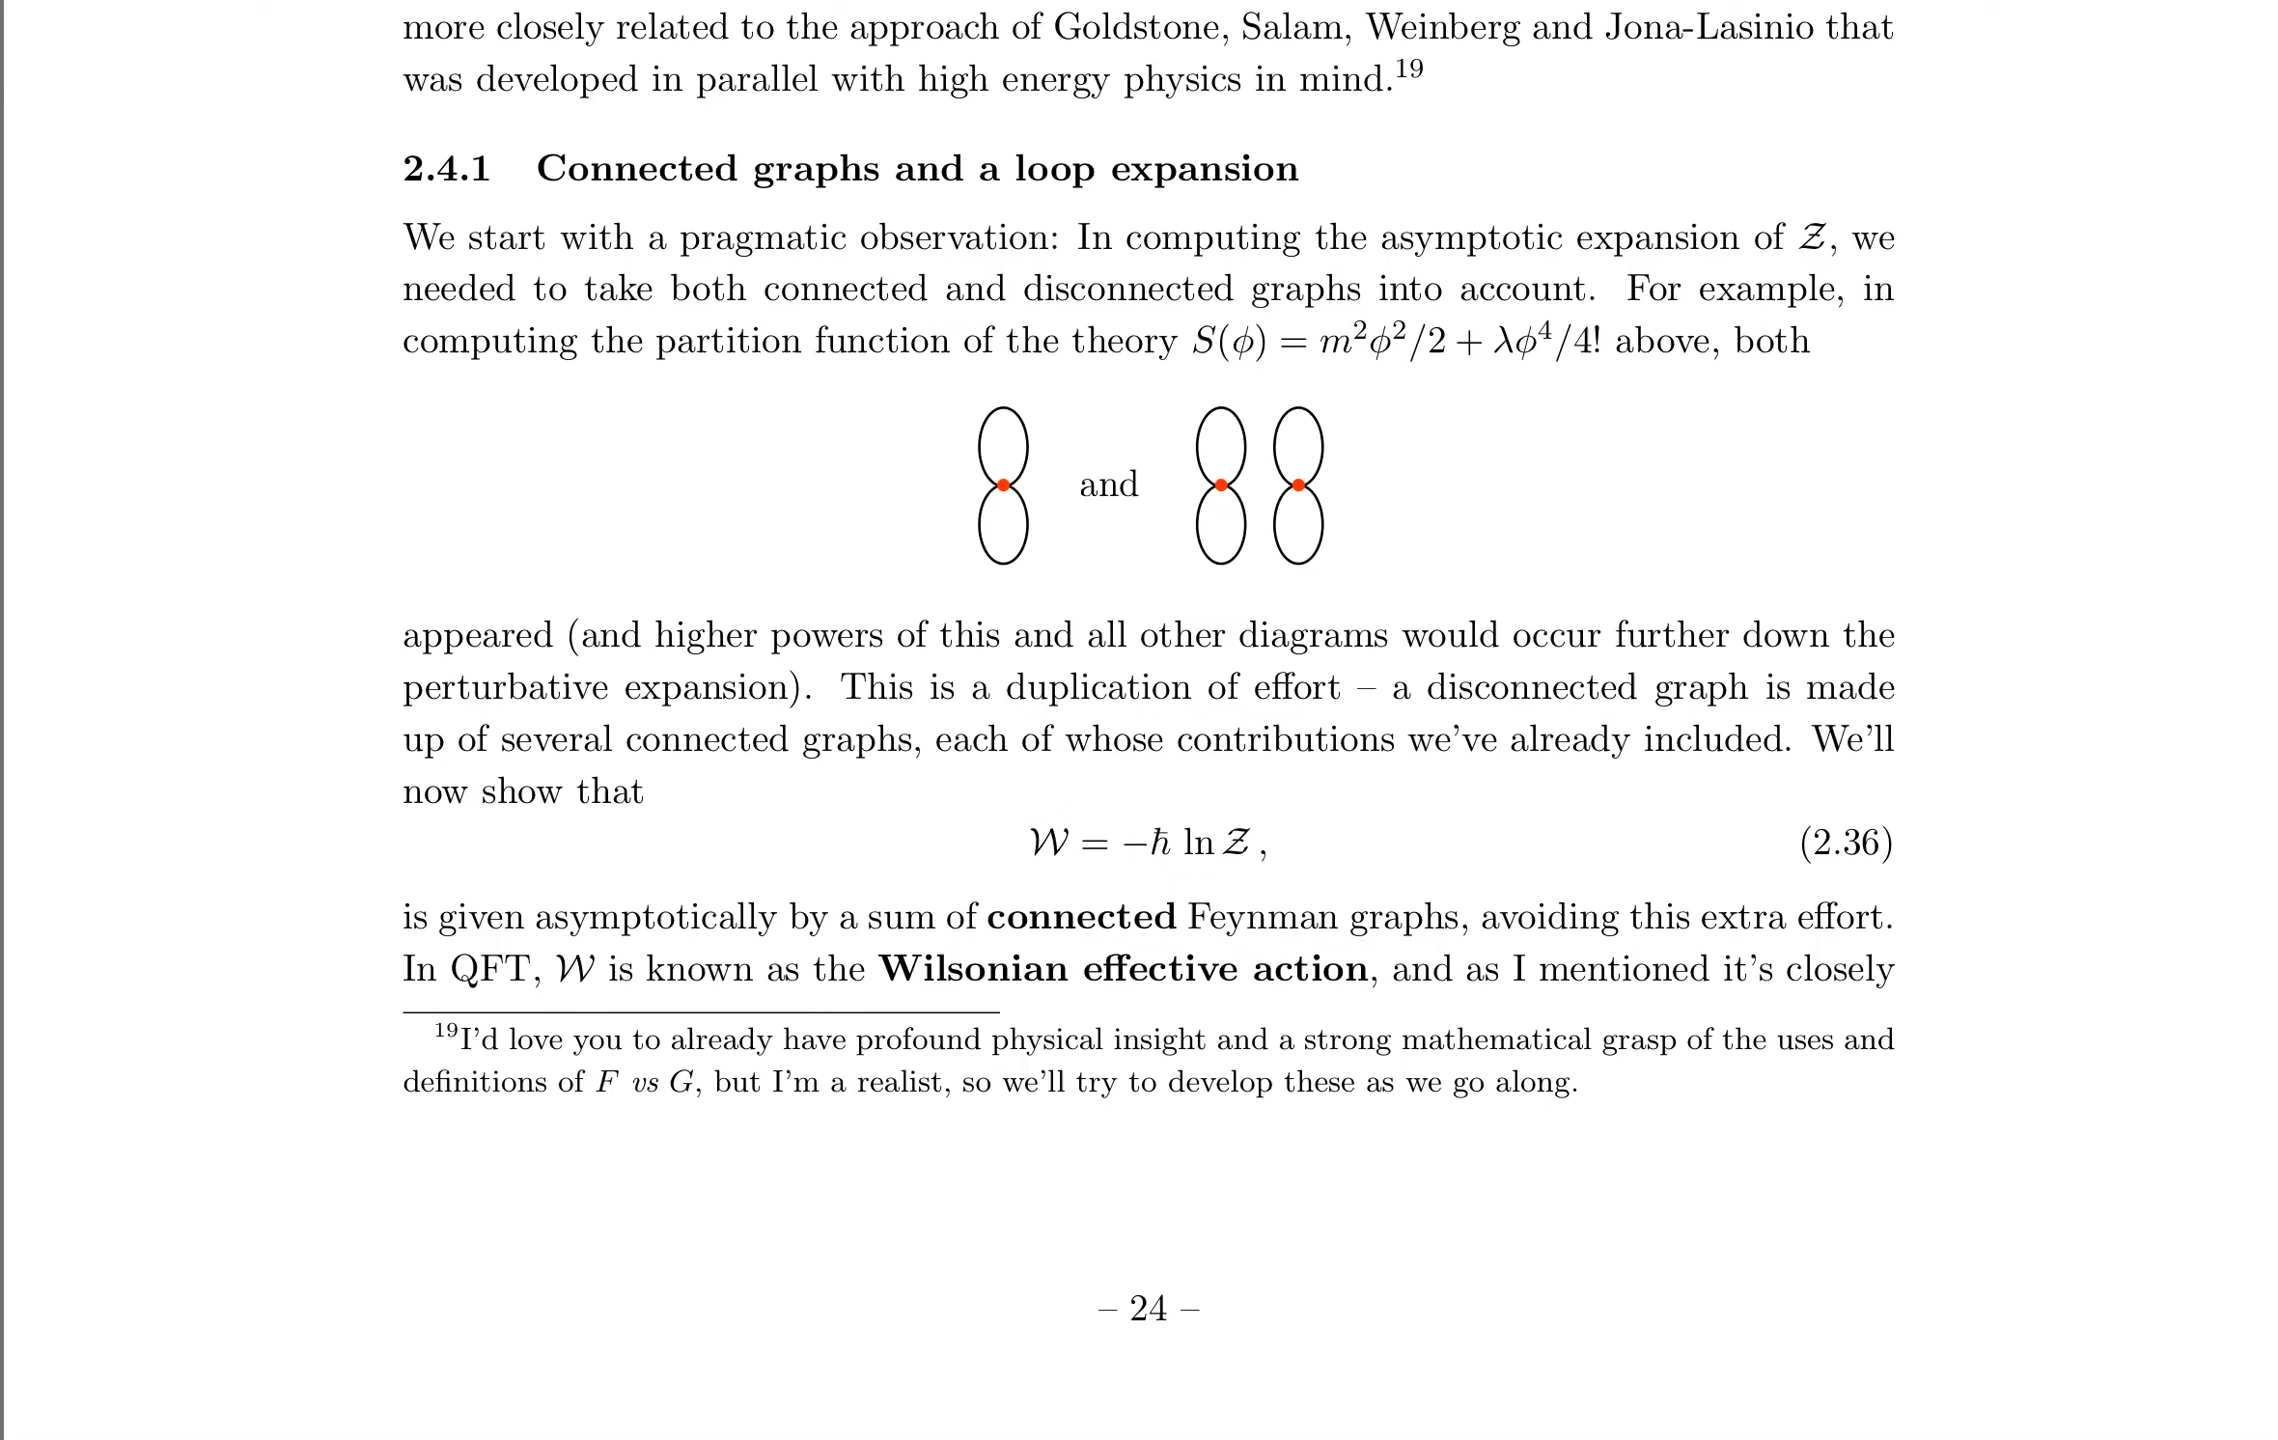 more closely related to the approach of Goldstone, Salam, Weinberg and Jona-Lasinio that
was developed in parallel with high energy physics in mind.¹⁹
2.4.1 Connected graphs and a loop expansion
We start with a pragmatic observation: In computing the asymptotic expansion of 𝒵, we
needed to take both connected and disconnected graphs into account. For example, in
computing the partition function of the theory S(ϕ) = m²ϕ²/2 + λϕ⁴/4! above, both
and
appeared (and higher powers of this and all other diagrams would occur further down the
perturbative expansion). This is a duplication of effort – a disconnected graph is made
up of several connected graphs, each of whose contributions we've already included. We'll
now show that
𝒲 = −ℏ ln 𝒵 , (2.36)
is given asymptotically by a sum of connected Feynman graphs, avoiding this extra effort.
In QFT, 𝒲 is known as the Wilsonian effective action, and as I mentioned it's closely
¹⁹I'd love you to already have profound physical insight and a strong mathematical grasp of the uses and
definitions of F vs G, but I'm a realist, so we'll try to develop these as we go along.
– 24 –